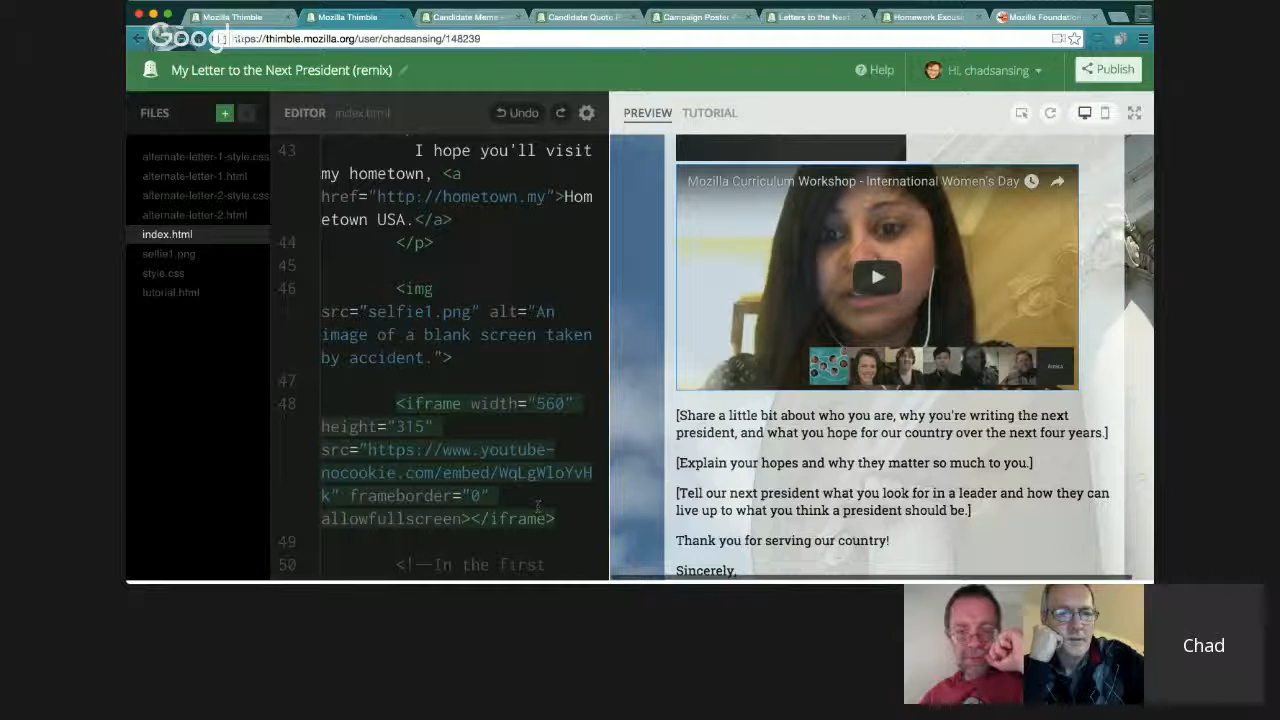 Mozilla Thimble
Mozilla Thimble
Candidate Meme
Candidate Quote
Campaign Poster
Letters to the Next
Homework Excuse
Mozilla Foundation
https://thimble.mozilla.org/user/chadsansing/148239
My Letter to the Next President (remix)
Help
Hi, chadsansing
Publish
FILES
EDITOR index.html
Undo
PREVIEW
TUTORIAL
alternate-letter-1-style.css
alternate-letter-1.html
alternate-letter-2-style.css
alternate-letter-2.html
index.html
selfie1.png
style.css
tutorial.html
43 I hope you'll visit
my hometown, <a
href="http://hometown.my">Hom
etown USA.</a>
44 </p>
45
46 <img
src="selfie1.png" alt="An
image of a blank screen taken
by accident.">
47
48 <iframe width="560"
height="315"
src="https://www.youtube-
nocookie.com/embed/WqLgWloYvH
k" frameborder="0"
allowfullscreen></iframe>
49
50 <!--In the first
Mozilla Curriculum Workshop - International Women's Day
[Share a little bit about who you are, why you're writing the next
president, and what you hope for our country over the next four years.]
[Explain your hopes and why they matter so much to you.]
[Tell our next president what you look for in a leader and how they can
live up to what you think a president should be.]
Thank you for serving our country!
Sincerely,
Chad